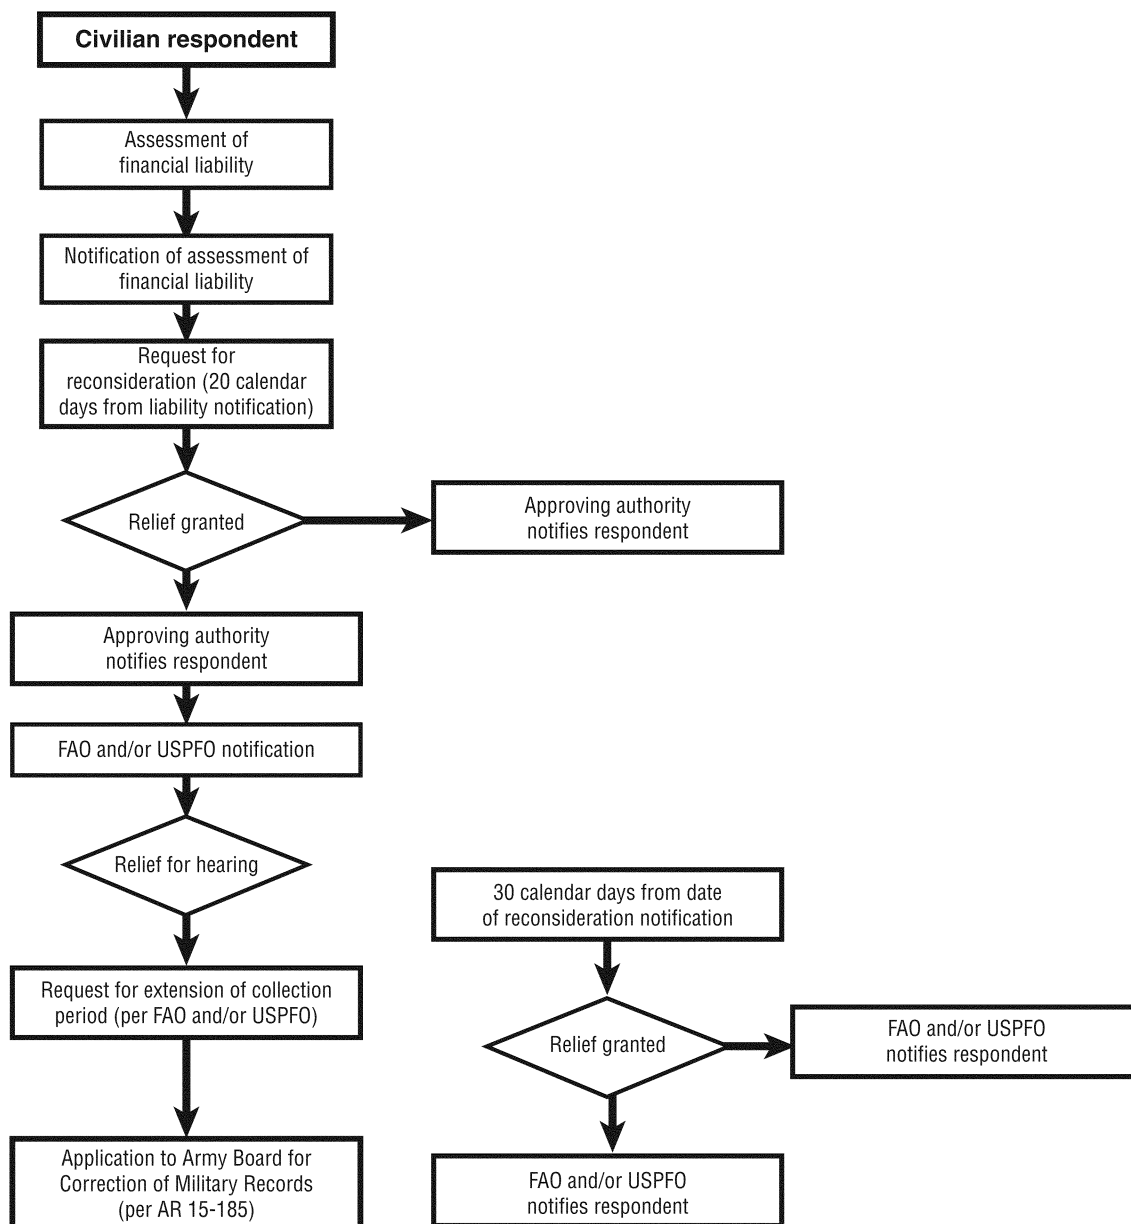 Civilian respondent
Assessment of
financial liability
Notification of assessment of
financial liability
Request for
reconsideration (20 calendar
days from liability notification)
Relief granted
Approving authority
notifies respondent
Approving authority
notifies respondent
FAO and/or USPFO notification
Relief for hearing
30 calendar days from date
of reconsideration notification
Request for extension of collection
period (per FAO and/or USPFO)
Relief granted
FAO and/or USPFO
notifies respondent
Application to Army Board for
Correction of Military Records
(per AR 15-185)
FAO and/or USPFO
notifies respondent